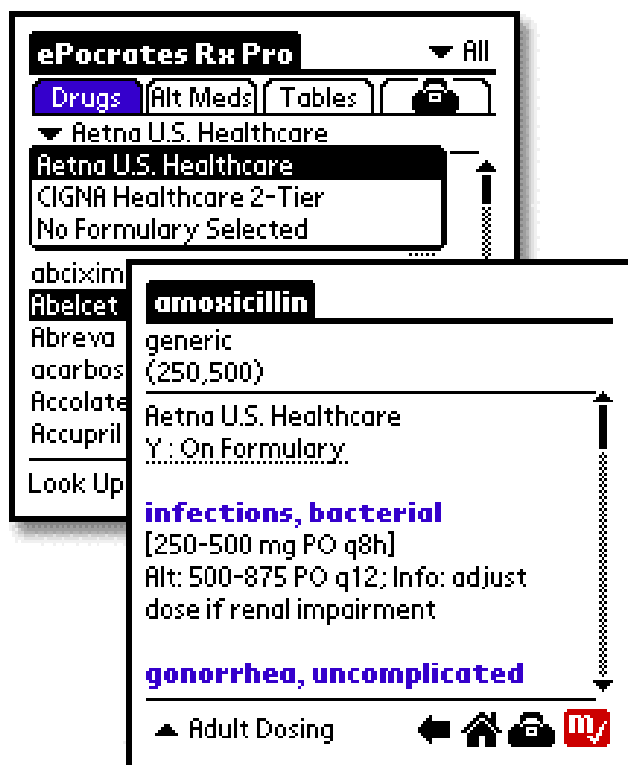 ePocrates Rx Pro
All
Drugs
Alt Meds
Tables
Aetna U.S. Healthcare
Aetna U.S. Healthcare
CIGNA Healthcare 2-Tier
No Formulary Selected
abcixim
Abelcet
Abreva
acarbos
Accolate
Accupril
Look Up
amoxicillin
generic
(250,500)
Aetna U.S. Healthcare
Y : On Formulary
infections, bacterial
[250-500 mg PO q8h]
Alt: 500-875 PO q12; Info: adjust
dose if renal impairment
gonorrhea, uncomplicated
Adult Dosing
m